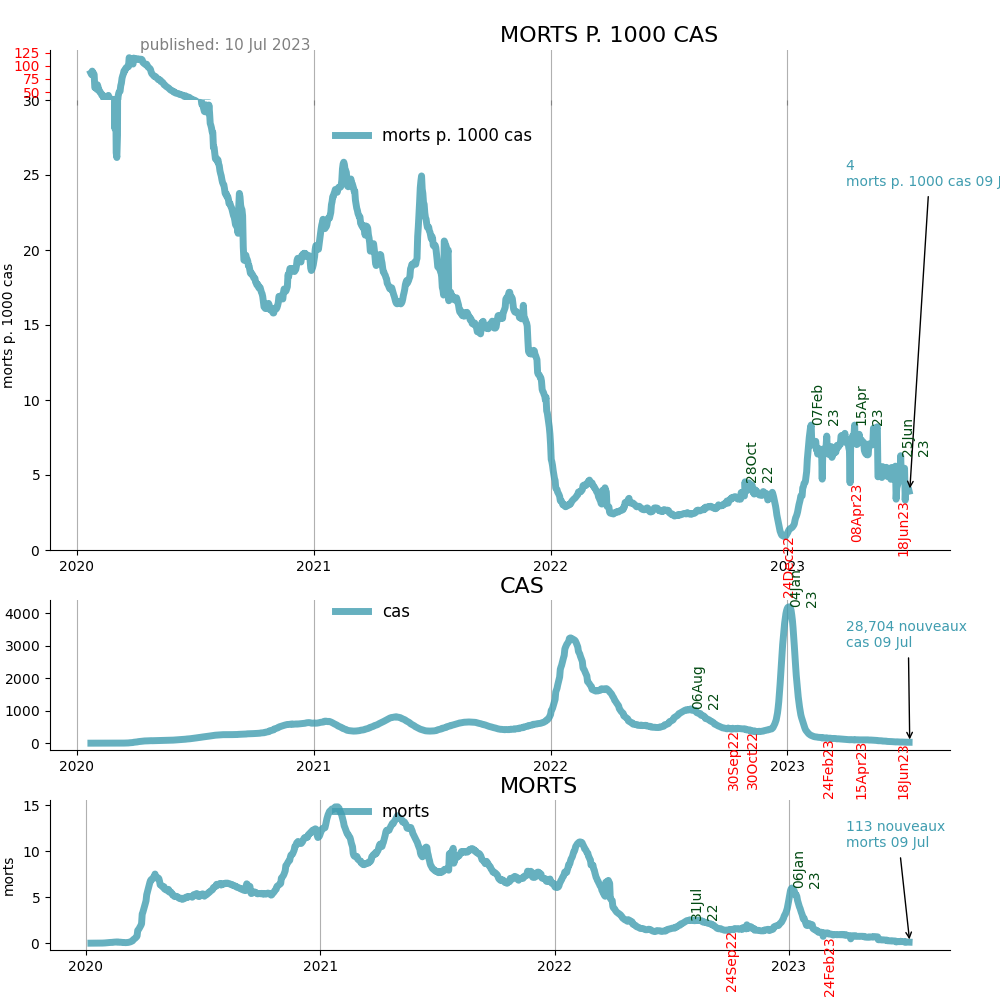 MORTS P. 1000 CAS
published: 10 Jul 2023
125
100
75
50
30
25
20
15
10
5
0
morts p. 1000 cas
morts p. 1000 cas
4
morts p. 1000 cas 09 J
07Feb
23
15Apr
23
25Jun
23
28Oct
22
08Apr23
18Jun23
24Dec22
2020
2021
2022
2023
CAS
cas
4000
3000
2000
1000
0
04Jan
23
28,704 nouveaux
cas 09 Jul
06Aug
22
30Sep22
30Oct22
24Feb23
15Apr23
18Jun23
2020
2021
2022
2023
MORTS
morts
15
10
5
0
morts
113 nouveaux
morts 09 Jul
06Jan
23
31Jul
22
24Sep22
24Feb23
2020
2021
2022
2023